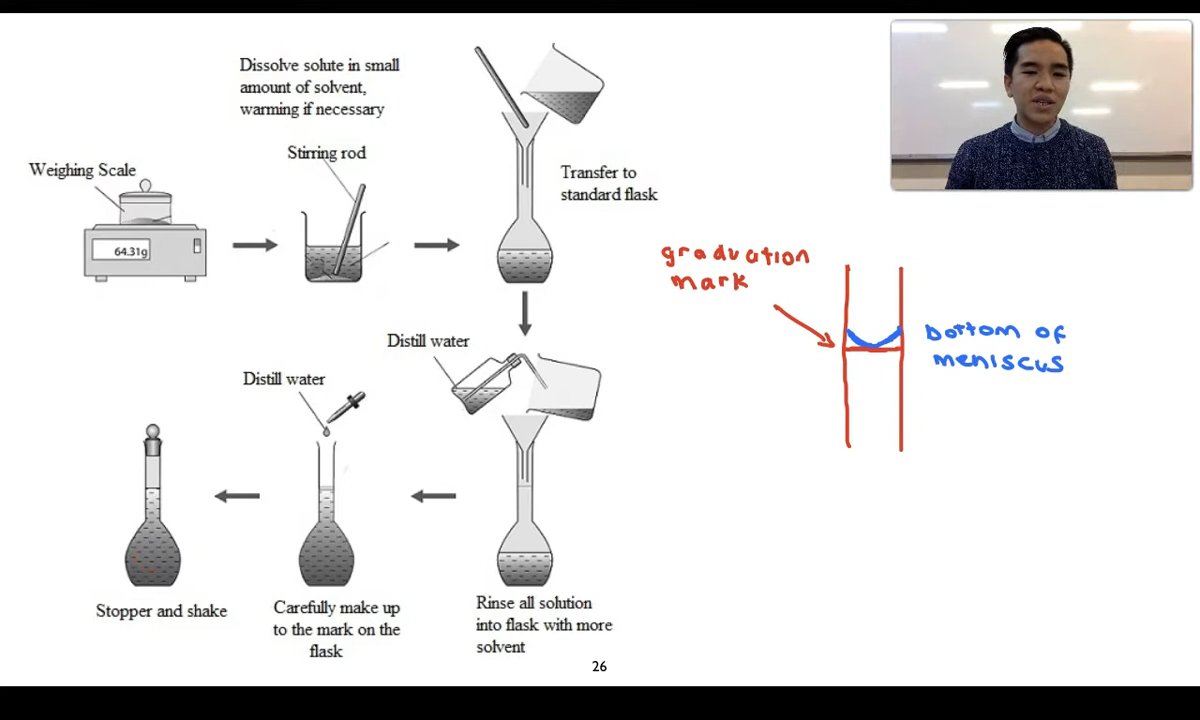 Dissolve solute in small
amount of solvent,
warming if necessary
Stirring rod
Weighing Scale
64.31g
Transfer to
standard flask
graduation
mark
bottom of
meniscus
Distill water
Distill water
Rinse all solution
into flask with more
solvent
Carefully make up
to the mark on the
flask
Stopper and shake
26